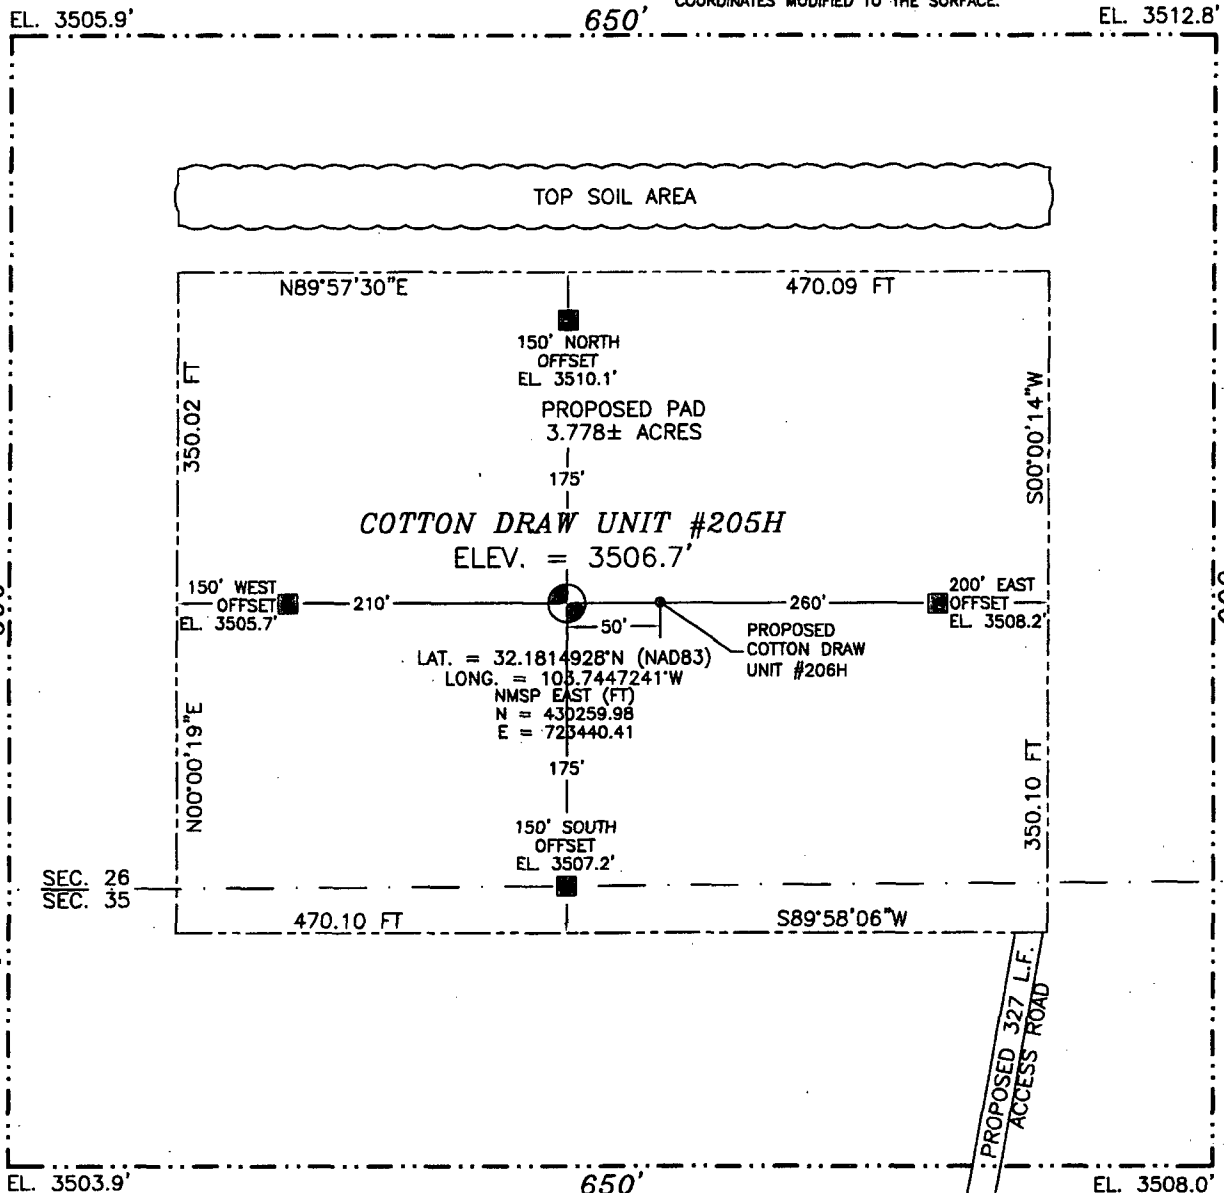 COORDINATES MODIFIED TO THE SURFACE.
EL. 3505.9'
650'
EL. 3512.8'
TOP SOIL AREA
N89°57'30"E
470.09 FT
150' NORTH
OFFSET
EL. 3510.1'
350.02 FT
S00°00'14"W
PROPOSED PAD
3.778± ACRES
175'
COTTON DRAW UNIT #205H
ELEV. = 3506.7'
150' WEST
OFFSET
EL. 3505.7'
210'
50'
260'
200' EAST
OFFSET
EL. 3508.2'
PROPOSED
COTTON DRAW
UNIT #206H
LAT. = 32.1814928°N (NAD83)
LONG. = 103.7447241°W
NMSP EAST (FT)
N = 430259.98
E = 723440.41
N00°00'19"E
175'
350.10 FT
150' SOUTH
OFFSET
EL. 3507.2'
SEC. 26
SEC. 35
470.10 FT
S89°58'06"W
PROPOSED 327 L.F.
ACCESS ROAD
EL. 3503.9'
650'
EL. 3508.0'